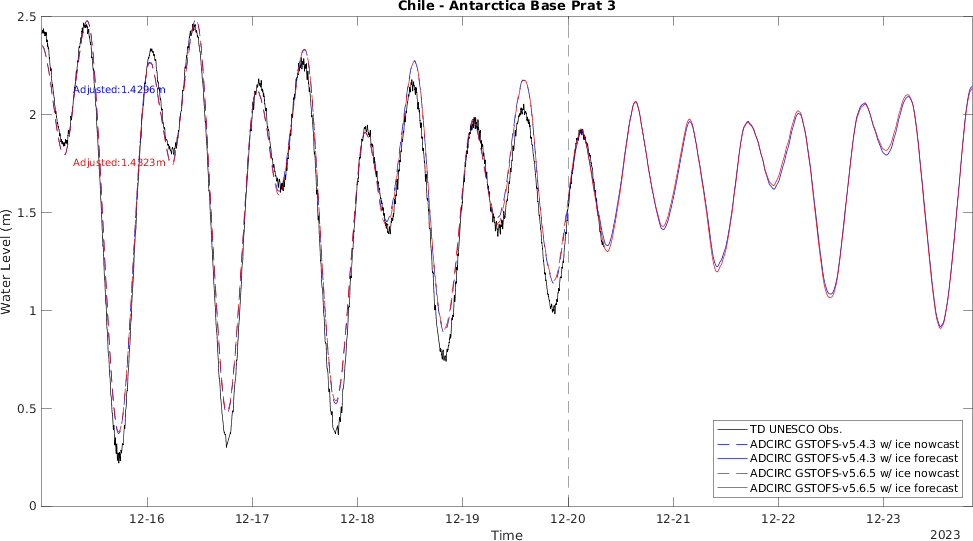 Chile - Antarctica Base Prat 3
2.5
2
1.5
1
0.5
0
Water Level (m)
Adjusted:1.4296m
Adjusted:1.4323m
TD UNESCO Obs.
ADCIRC GSTOFS-v5.4.3 w/ ice nowcast
ADCIRC GSTOFS-v5.4.3 w/ ice forecast
ADCIRC GSTOFS-v5.6.5 w/ ice nowcast
ADCIRC GSTOFS-v5.6.5 w/ ice forecast
12-16 12-17 12-18 12-19 12-20 12-21 12-22 12-23
Time
2023